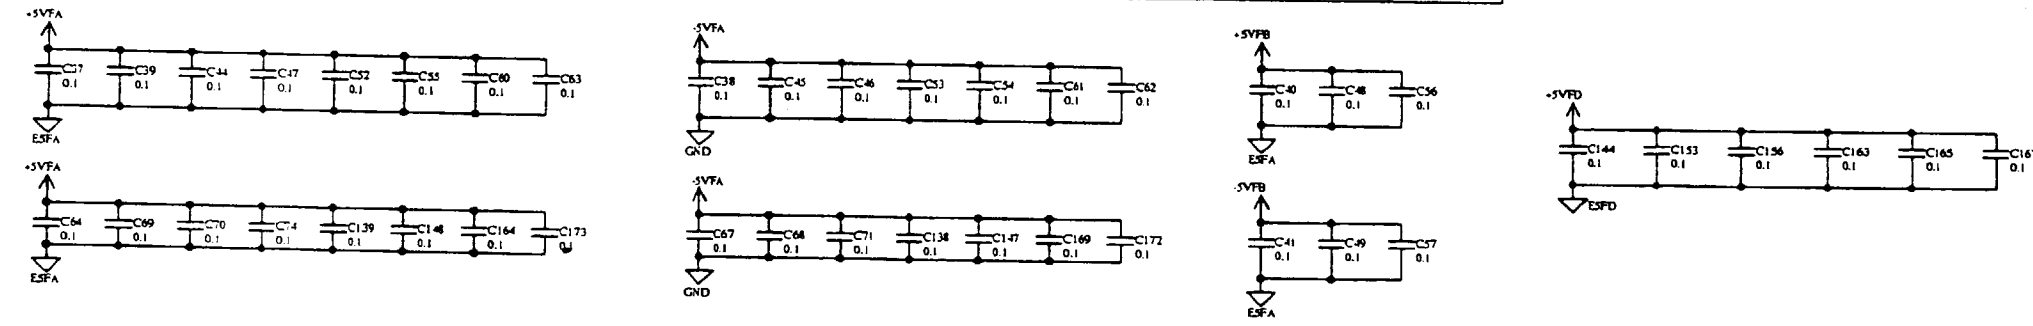 +5VFA
C37 C39 C44 C47 C52 C55 C60 C63
0.1 0.1 0.1 0.1 0.1 0.1 0.1 0.1
E5FA
+5VFA
C64 C69 C70 C74 C139 C148 C164 C173
0.1 0.1 0.1 0.1 0.1 0.1 0.1 0.1
E5FA
-5VFA
C38 C45 C46 C53 C54 C61 C62
0.1 0.1 0.1 0.1 0.1 0.1 0.1
GND
-5VFA
C67 C68 C71 C138 C147 C169 C172
0.1 0.1 0.1 0.1 0.1 0.1 0.1
GND
+5VFB
C40 C48 C56
0.1 0.1 0.1
E5FA
-5VFB
C41 C49 C57
0.1 0.1 0.1
E5FA
+5VFD
C144 C153 C156 C163 C165 C167
0.1 0.1 0.1 0.1 0.1 0.1
E5FD